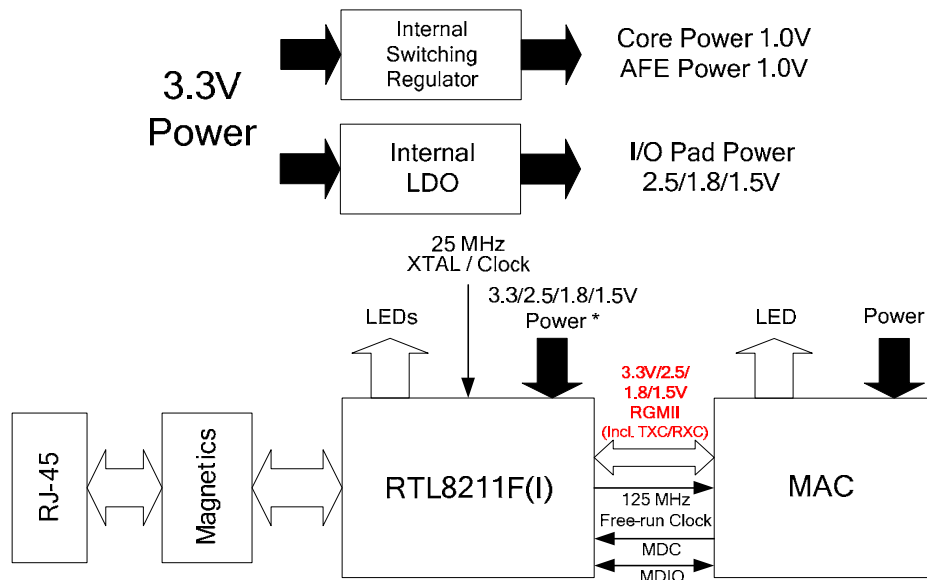 3.3V
Power
Internal
Switching
Regulator
Core Power 1.0V
AFE Power 1.0V
Internal
LDO
I/O Pad Power
2.5/1.8/1.5V
25 MHz
XTAL / Clock
3.3/2.5/1.8/1.5V
Power *
LEDs
LED
Power
3.3V/2.5/
1.8/1.5V
RGMII
(Incl. TXC/RXC)
RJ-45
Magnetics
RTL8211F(I)
MAC
125 MHz
Free-run Clock
MDC
MDIO